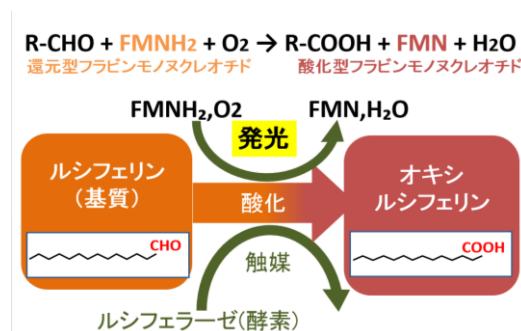 R-CHO + FMNH₂ + O₂ → R-COOH + FMN + H₂O
還元型フラビンモノヌクレオチド 酸化型フラビンモノヌクレオチド
FMNH₂,O2 FMN,H₂O
発光
ルシフェリン
(基質)
CHO
酸化
オキシ
ルシフェリン
COOH
触媒
ルシフェラーゼ(酵素)